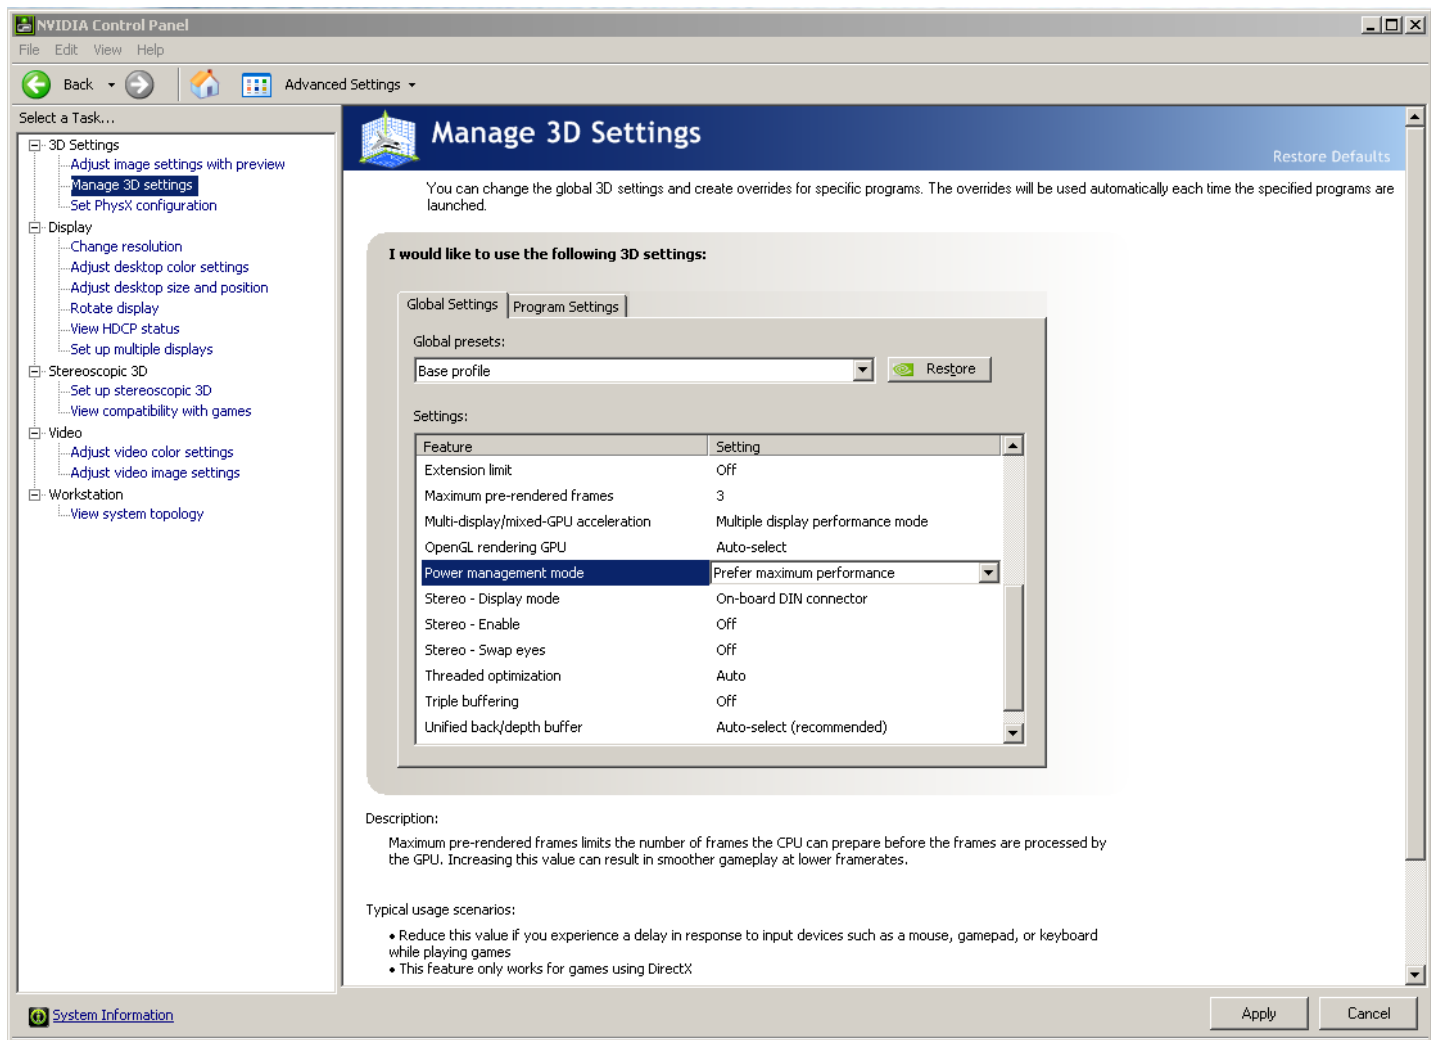 NVIDIA Control Panel
File Edit View Help
Back Advanced Settings
Select a Task...
3D Settings
Adjust image settings with preview
Manage 3D settings
Set PhysX configuration
Display
Change resolution
Adjust desktop color settings
Adjust desktop size and position
Rotate display
View HDCP status
Set up multiple displays
Stereoscopic 3D
Set up stereoscopic 3D
View compatibility with games
Video
Adjust video color settings
Adjust video image settings
Workstation
View system topology
Manage 3D Settings
Restore Defaults
You can change the global 3D settings and create overrides for specific programs. The overrides will be used automatically each time the specified programs are
launched.
I would like to use the following 3D settings:
Global Settings Program Settings
Global presets:
Base profile Restore
Settings:
Feature Setting
Extension limit Off
Maximum pre-rendered frames 3
Multi-display/mixed-GPU acceleration Multiple display performance mode
OpenGL rendering GPU Auto-select
Power management mode Prefer maximum performance
Stereo - Display mode On-board DIN connector
Stereo - Enable Off
Stereo - Swap eyes Off
Threaded optimization Auto
Triple buffering Off
Unified back/depth buffer Auto-select (recommended)
Description:
Maximum pre-rendered frames limits the number of frames the CPU can prepare before the frames are processed by
the GPU. Increasing this value can result in smoother gameplay at lower framerates.
Typical usage scenarios:
• Reduce this value if you experience a delay in response to input devices such as a mouse, gamepad, or keyboard
while playing games
• This feature only works for games using DirectX
System Information
Apply Cancel